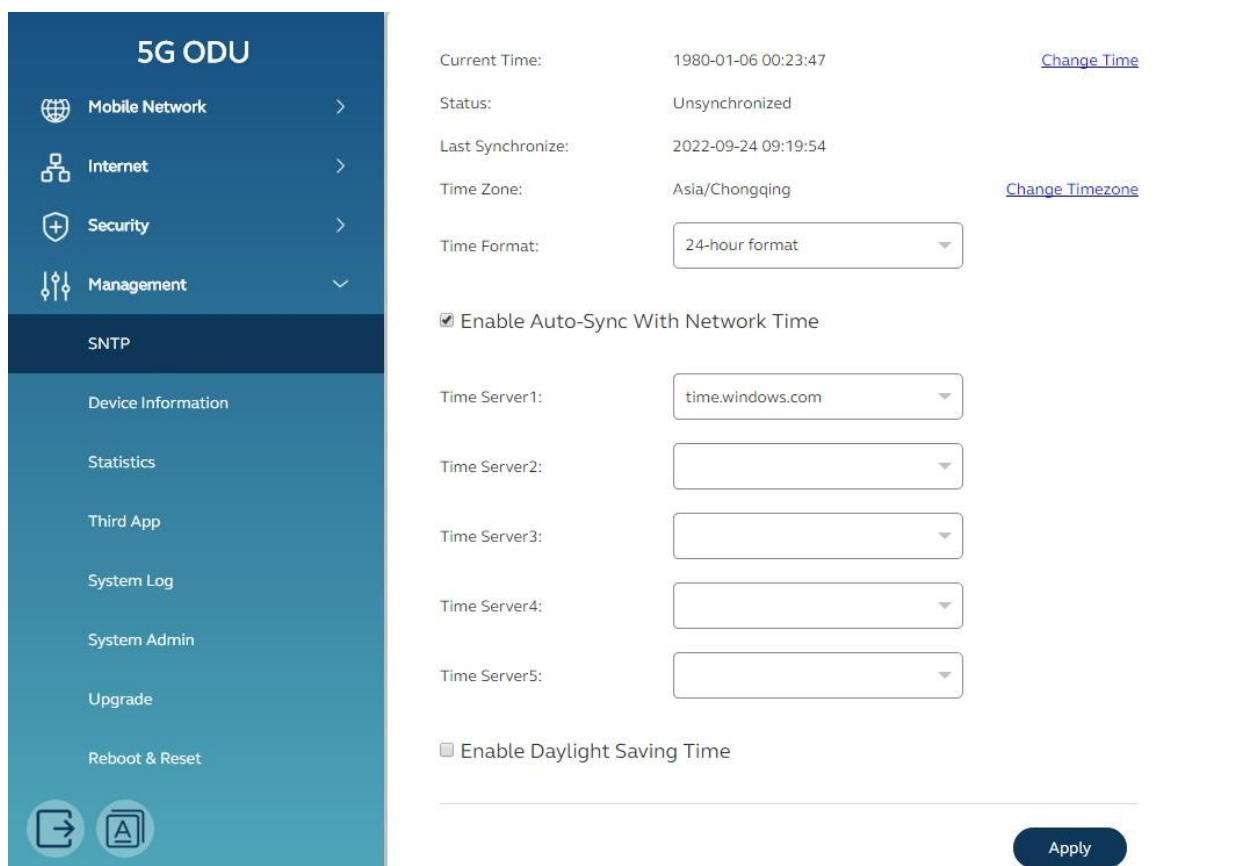 5G ODU
Mobile Network
Internet
Security
Management
SNTP
Device Information
Statistics
Third App
System Log
System Admin
Upgrade
Reboot & Reset
A
Current Time: 1980-01-06 00:23:47 Change Time
Status: Unsynchronized
Last Synchronize: 2022-09-24 09:19:54
Time Zone: Asia/Chongqing Change Timezone
Time Format: 24-hour format
Enable Auto-Sync With Network Time
Time Server1: time.windows.com
Time Server2:
Time Server3:
Time Server4:
Time Server5:
Enable Daylight Saving Time
Apply